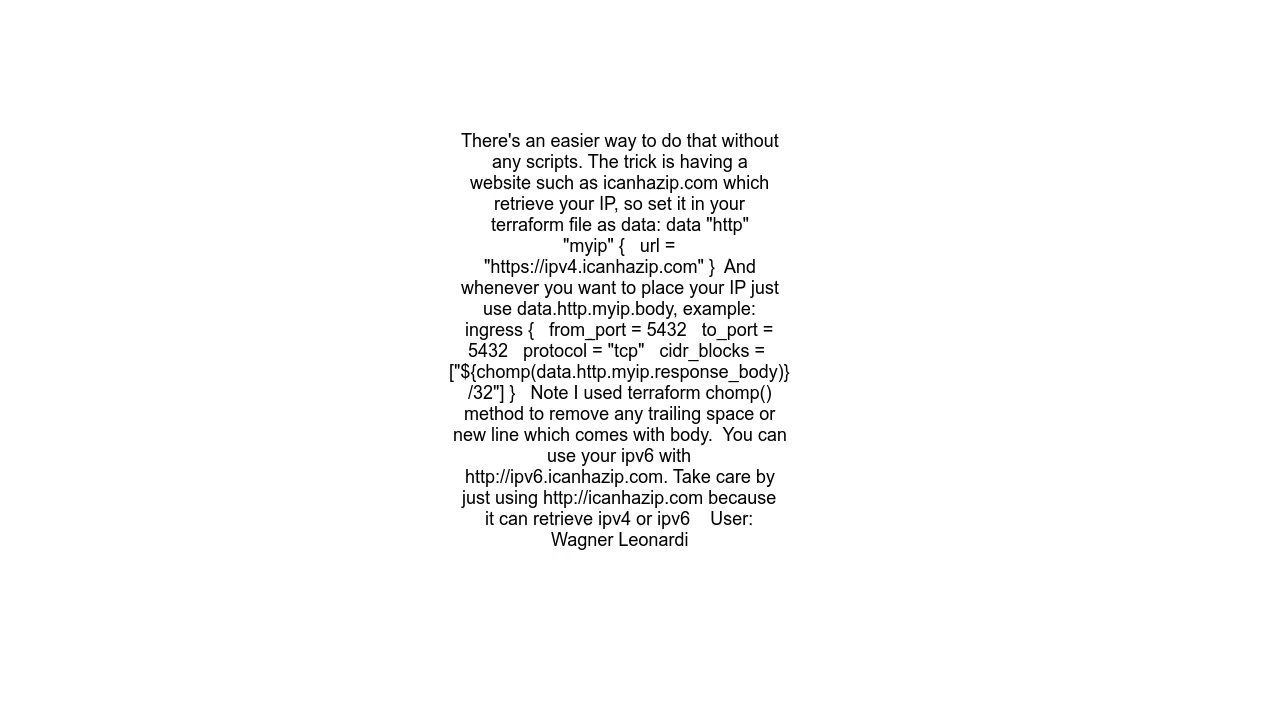 There's an easier way to do that without
any scripts. The trick is having a
website such as icanhazip.com which
retrieve your IP, so set it in your
terraform file as data: data "http"
"myip" {   url =
"https://ipv4.icanhazip.com" }  And
whenever you want to place your IP just
use data.http.myip.body, example:
ingress {   from_port = 5432   to_port =
5432   protocol = "tcp"   cidr_blocks =
["${chomp(data.http.myip.response_body)}
/32"] }   Note I used terraform chomp()
method to remove any trailing space or
new line which comes with body.  You can
use your ipv6 with
http://ipv6.icanhazip.com. Take care by
just using http://icanhazip.com because
it can retrieve ipv4 or ipv6    User:
Wagner Leonardi